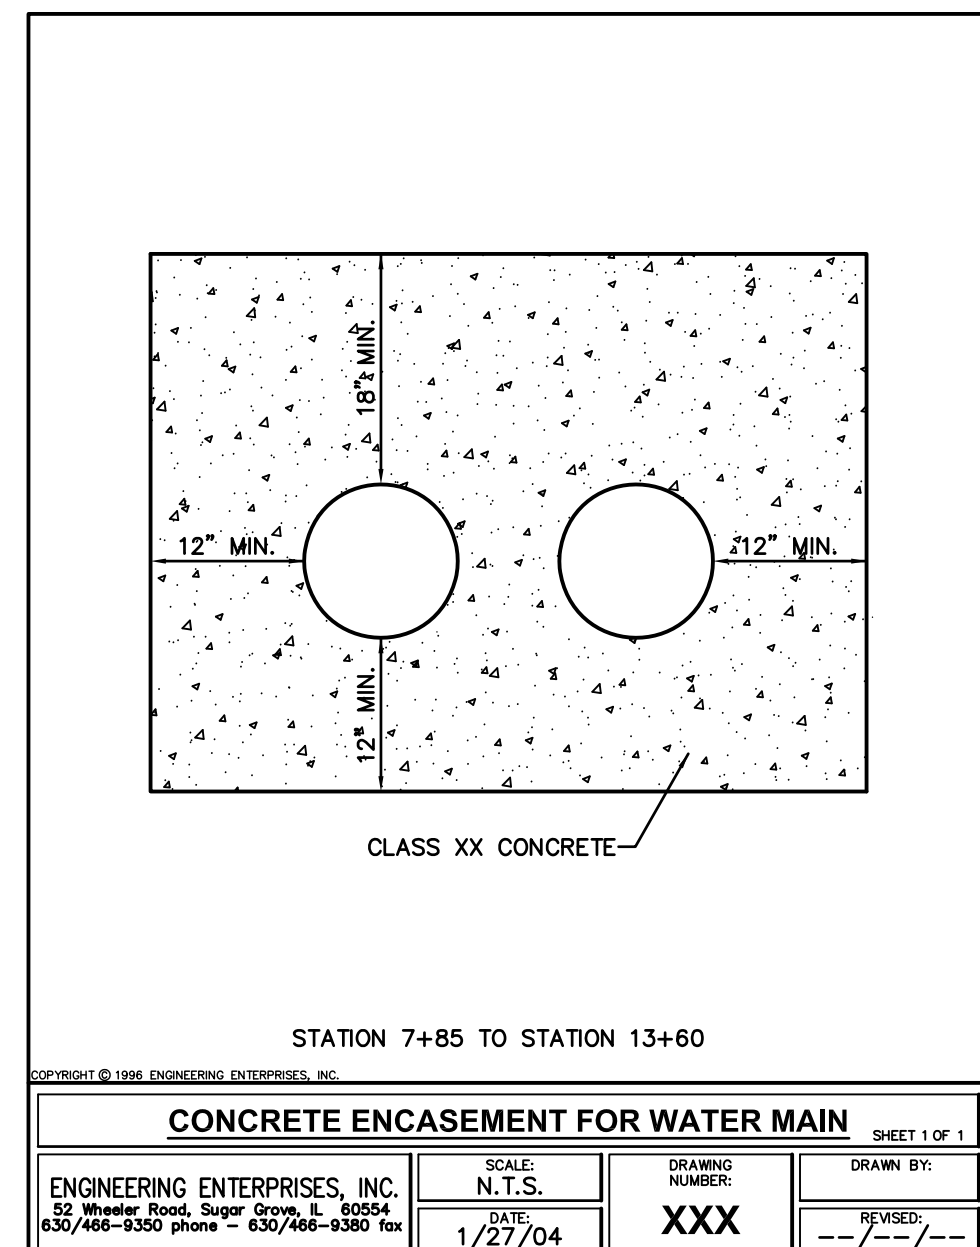 18" MIN.
12" MIN.
12" MIN.
12" MIN.
CLASS XX CONCRETE
STATION 7+85 TO STATION 13+60
COPYRIGHT © 1996 ENGINEERING ENTERPRISES, INC.
CONCRETE ENCASEMENT FOR WATER MAIN
SHEET 1 OF 1
ENGINEERING ENTERPRISES, INC.
52 Wheeler Road, Sugar Grove, IL 60554
630/466-9350 phone - 630/466-9380 fax
SCALE:
N.T.S.
DATE:
1/27/04
DRAWING
NUMBER:
XXX
DRAWN BY:
REVISED:
--/--/--